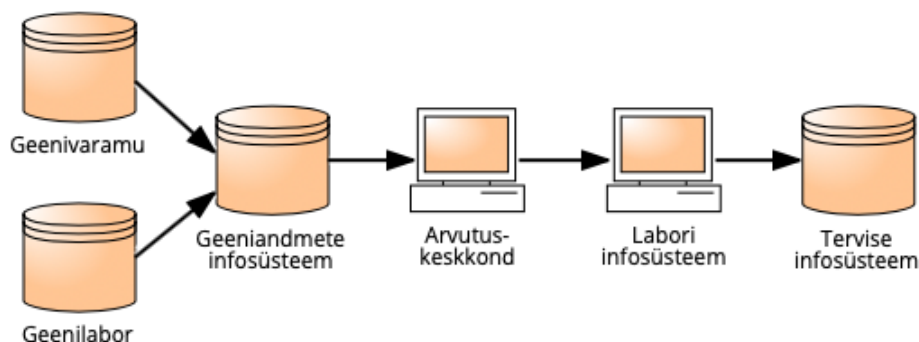 Geenivaramu
Geenilabor
Geeniandmete
infosüsteem
Arvutus-
keskkond
Labori
infosüsteem
Tervise
infosüsteem